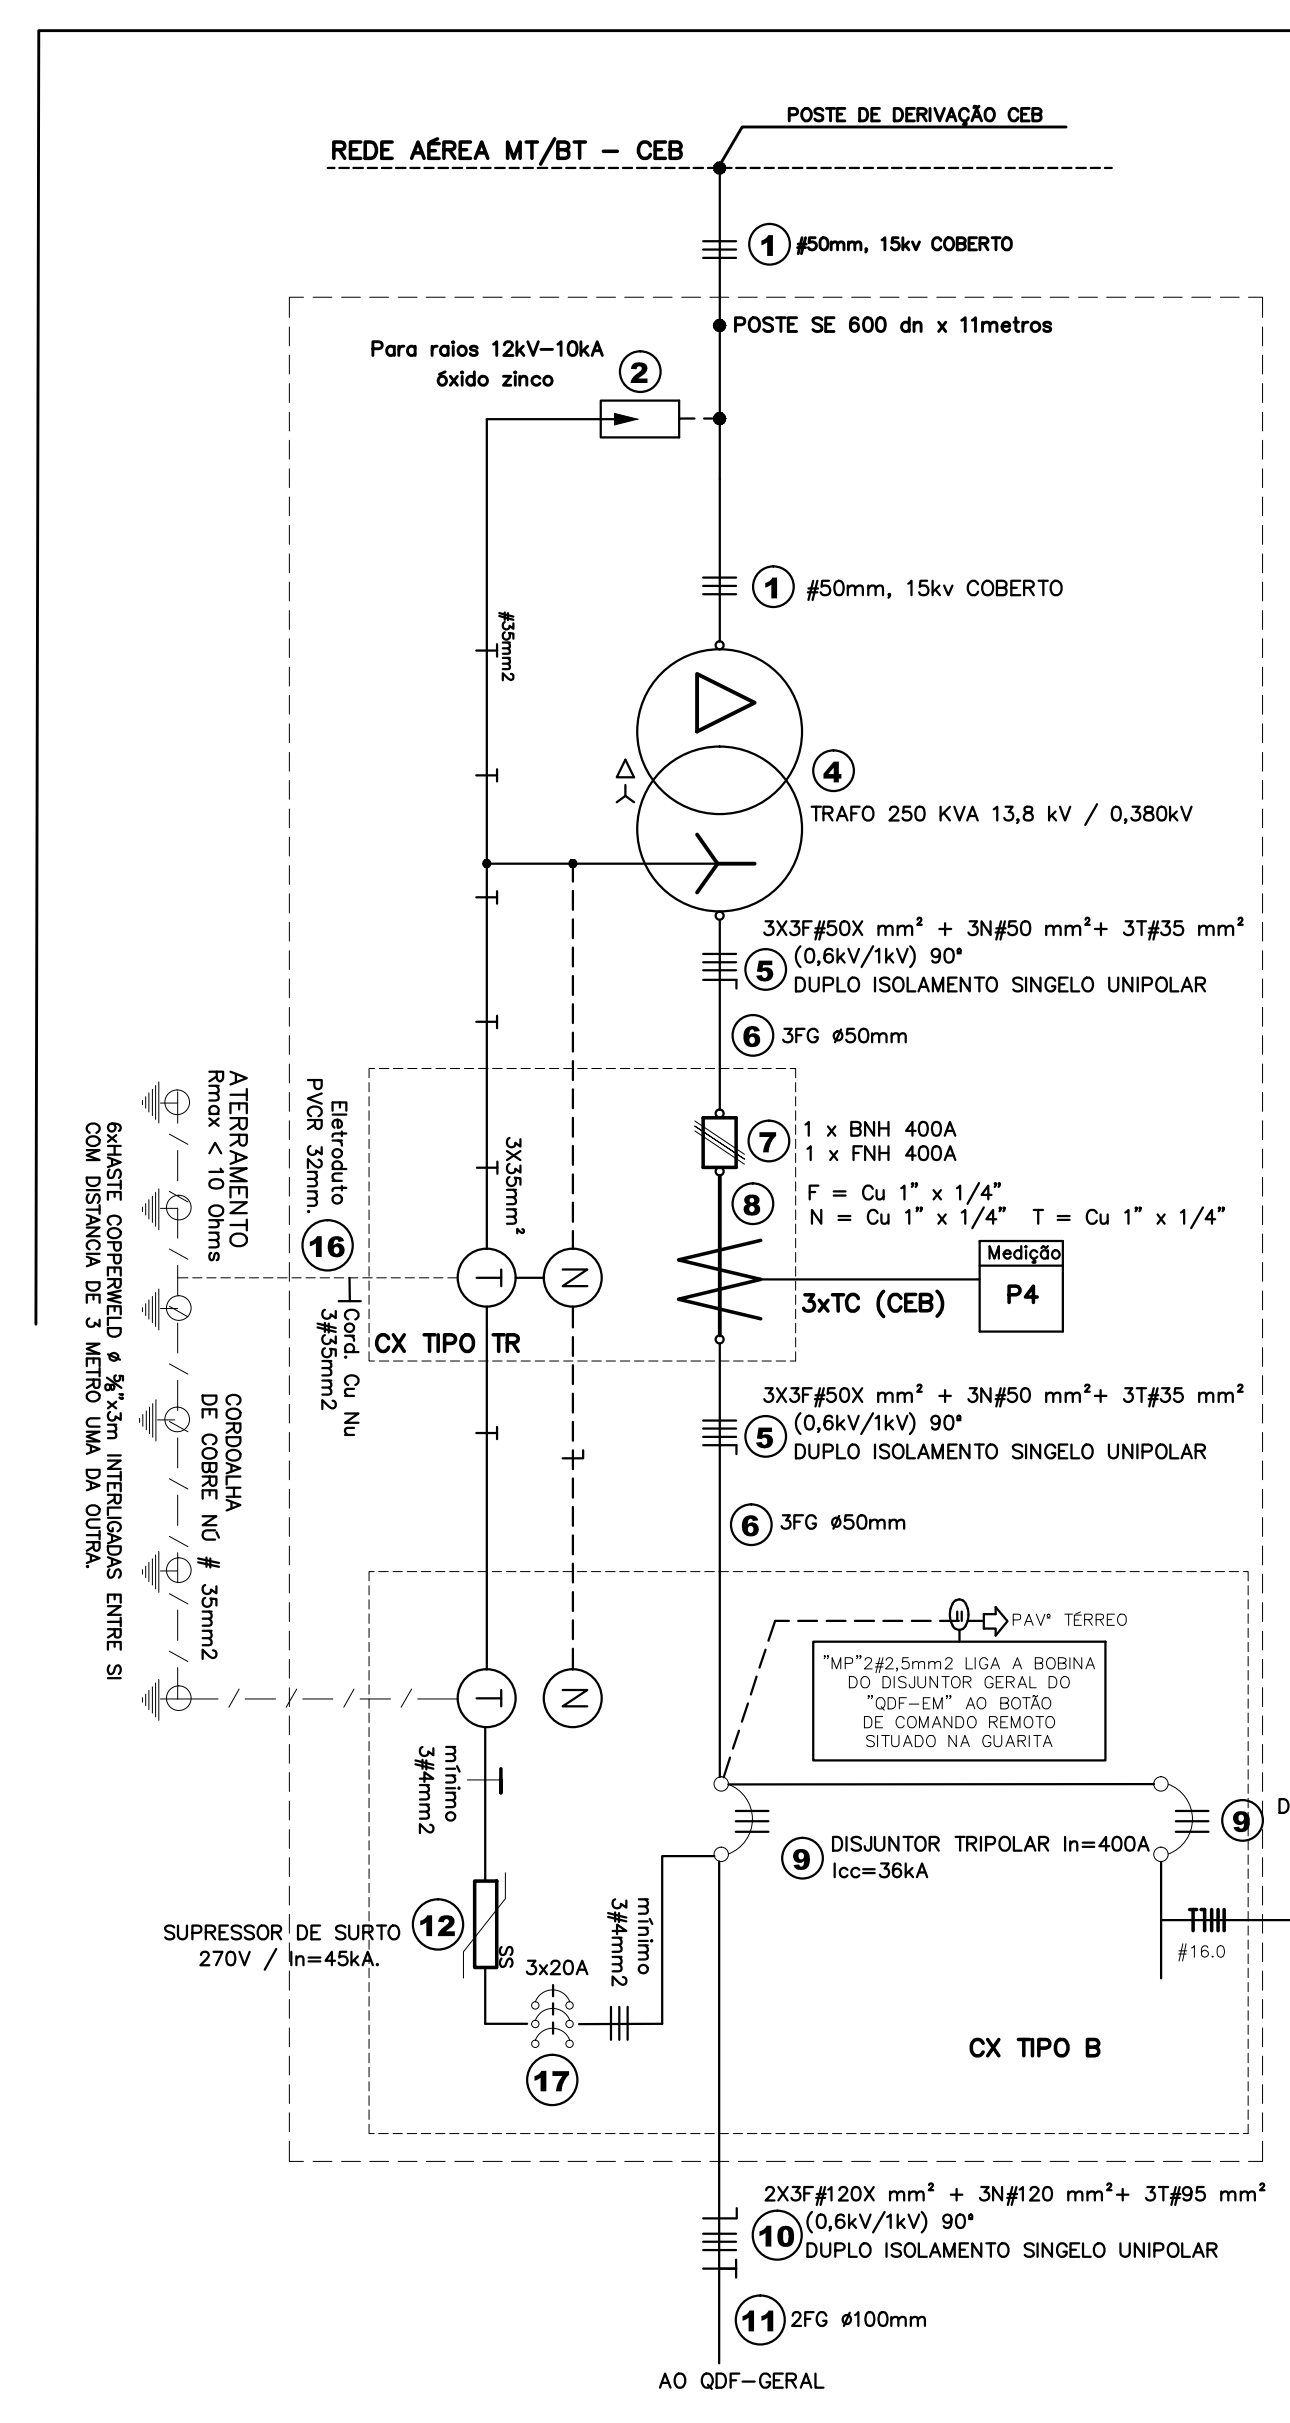 POSTE DE DERIVAÇÃO CEB
REDE AÉREA MT/BT – CEB
1 #50mm, 15kv COBERTO
POSTE SE 600 dn x 11metros
Para raios 12kV–10kA
óxido zinco
2
1 #50mm, 15kv COBERTO
#35mm2
4
TRAFO 250 KVA 13,8 kV / 0,380kV
3X3F#50X mm² + 3N#50 mm²+ 3T#35 mm²
5 (0,6kV/1kV) 90ª
DUPLO ISOLAMENTO SINGELO UNIPOLAR
6 3FG ø50mm
ATERRAMENTO
Rmax < 10 Ohms
Eletroduto
PVCR 32mm.
16
3X35mm²
7 1 x BNH 400A
1 x FNH 400A
8 F = Cu 1" x 1/4"
N = Cu 1" x 1/4" T = Cu 1" x 1/4"
Medição
P4
3xTC (CEB)
T
N
Cord. Cu Nu
3#35mm2
CX TIPO TR
6xHASTE COPPERWELD ø ⅝"x3m INTERLIGADAS ENTRE SI
COM DISTANCIA DE 3 METRO UMA DA OUTRA.
CORDOALHA
DE COBRE NÚ # 35mm2
3X3F#50X mm² + 3N#50 mm²+ 3T#35 mm²
5 (0,6kV/1kV) 90ª
DUPLO ISOLAMENTO SINGELO UNIPOLAR
6 3FG ø50mm
PAVº TÉRREO
"MP"2#2,5mm2 LIGA A BOBINA
DO DISJUNTOR GERAL DO
"QDF–EM" AO BOTÃO
DE COMANDO REMOTO
SITUADO NA GUARITA
T
N
mínimo
3#4mm2
9 D
9 DISJUNTOR TRIPOLAR In=400A
Icc=36kA
12
SUPRESSOR DE SURTO
270V / In=45kA.
SS
3x20A
mínimo
3#4mm2
#16.0
17
CX TIPO B
2X3F#120X mm² + 3N#120 mm²+ 3T#95 mm²
10 (0,6kV/1kV) 90ª
DUPLO ISOLAMENTO SINGELO UNIPOLAR
11 2FG ø100mm
AO QDF–GERAL